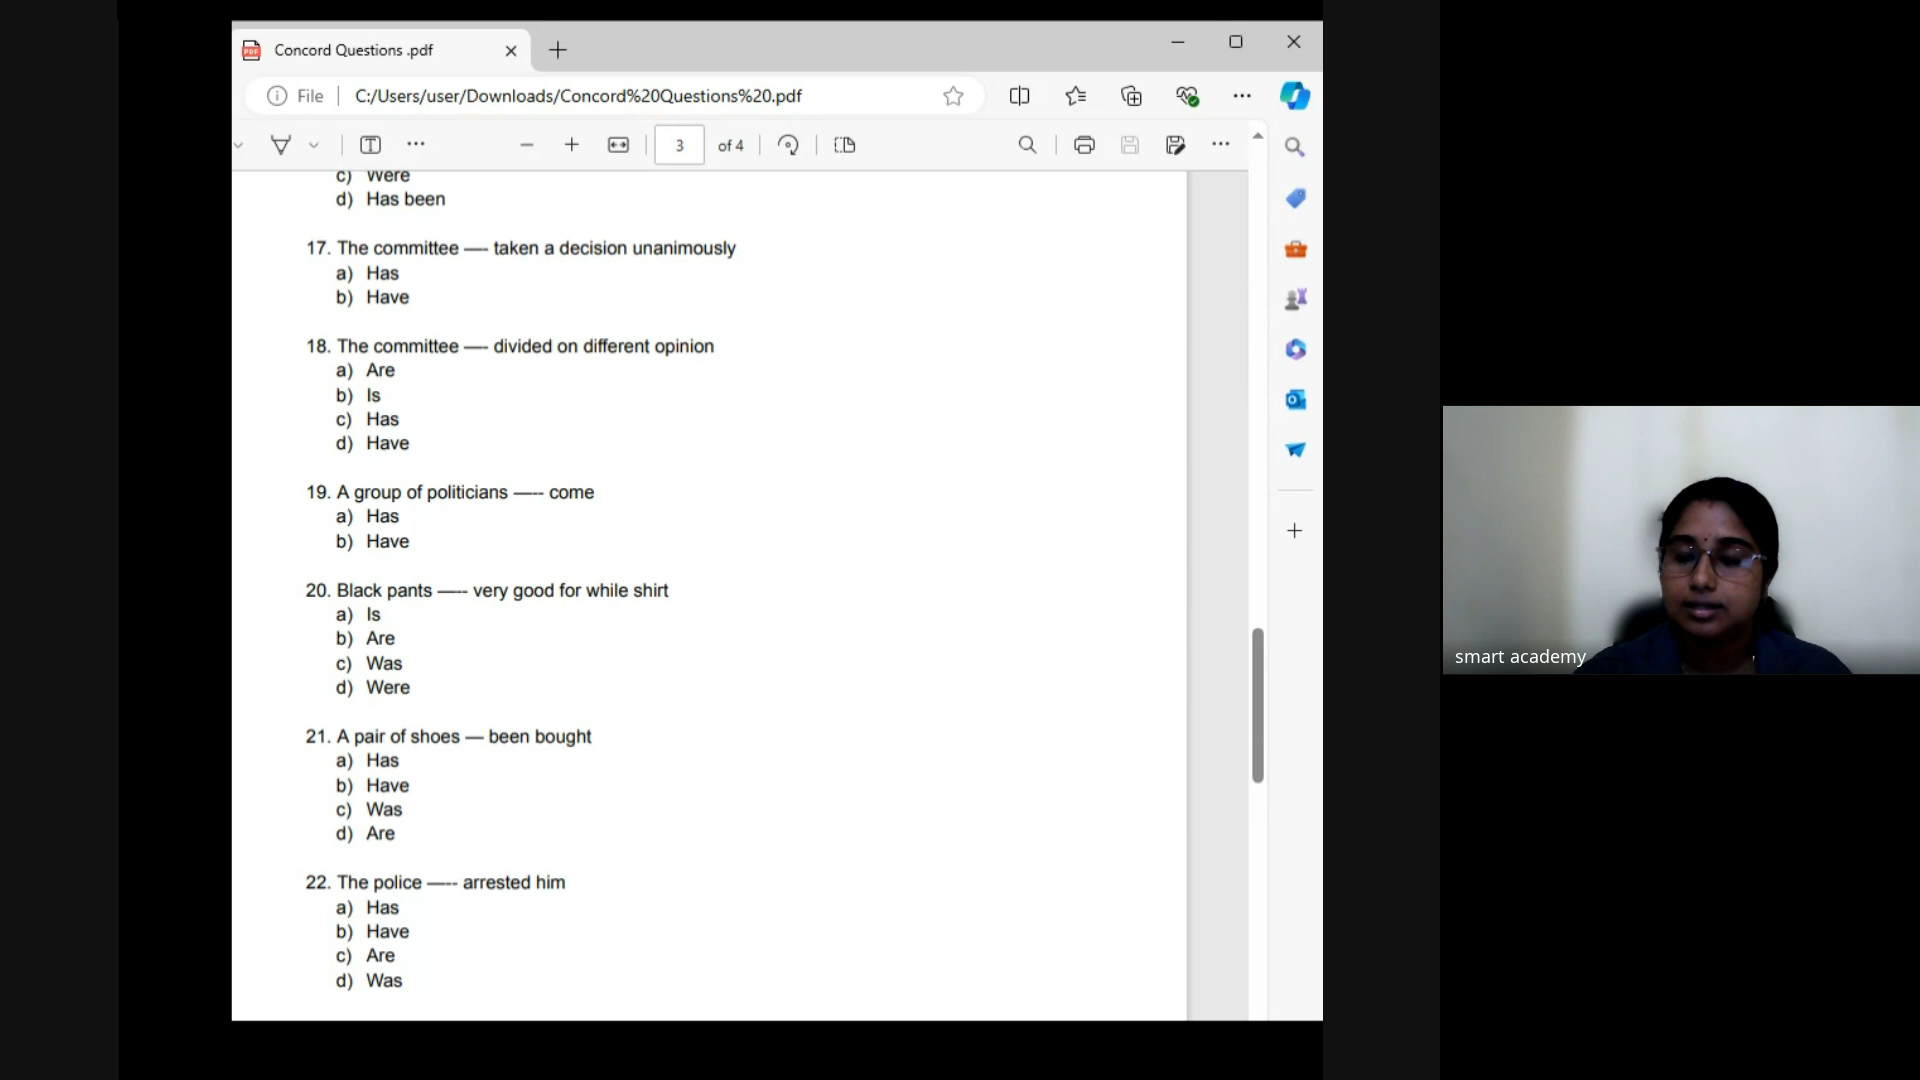 Concord Questions .pdf
File
C:/Users/user/Downloads/Concord%20Questions%20.pdf
3 of 4
c) Were
d) Has been
17. The committee —- taken a decision unanimously
a) Has
b) Have
18. The committee —- divided on different opinion
a) Are
b) Is
c) Has
d) Have
19. A group of politicians —-- come
a) Has
b) Have
20. Black pants —-- very good for while shirt
a) Is
b) Are
c) Was
d) Were
21. A pair of shoes — been bought
a) Has
b) Have
c) Was
d) Are
22. The police —-- arrested him
a) Has
b) Have
c) Are
d) Was
smart academy